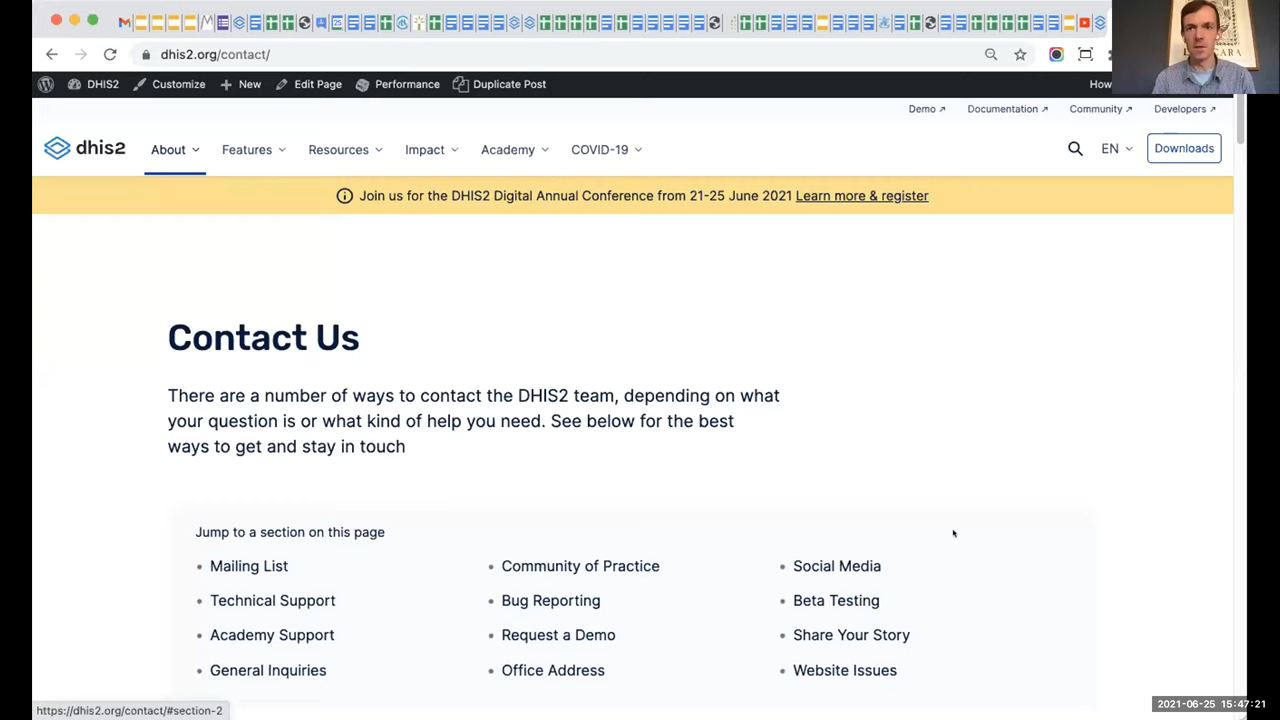 dhis2.org/contact/
DHIS2 Customize New Edit Page Performance Duplicate Post How
Demo ↗ Documentation ↗ Community ↗ Developers ↗
dhis2 About Features Resources Impact Academy COVID-19 EN Downloads
Join us for the DHIS2 Digital Annual Conference from 21-25 June 2021 Learn more & register
Contact Us
There are a number of ways to contact the DHIS2 team, depending on what
your question is or what kind of help you need. See below for the best
ways to get and stay in touch
Jump to a section on this page
• Mailing List • Community of Practice • Social Media
• Technical Support • Bug Reporting • Beta Testing
• Academy Support • Request a Demo • Share Your Story
• General Inquiries • Office Address • Website Issues
https://dhis2.org/contact/#section-2
2021-06-25 15:47:21